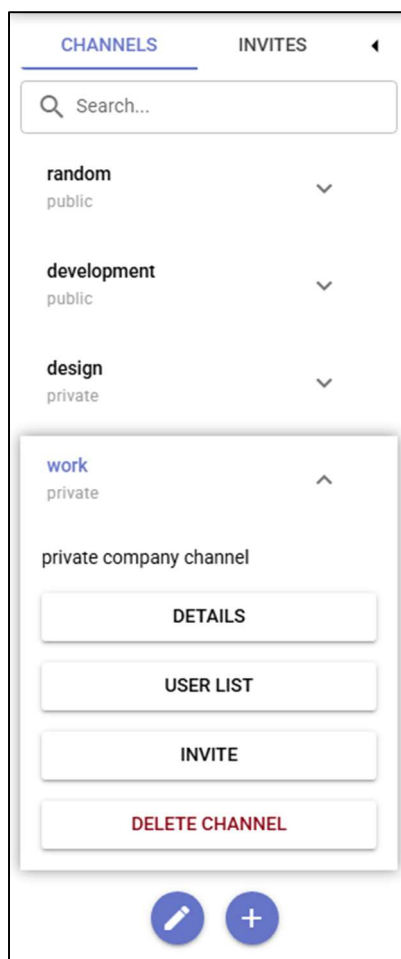 CHANNELS INVITES
Search...
random
public
development
public
design
private
work
private
private company channel
DETAILS
USER LIST
INVITE
DELETE CHANNEL